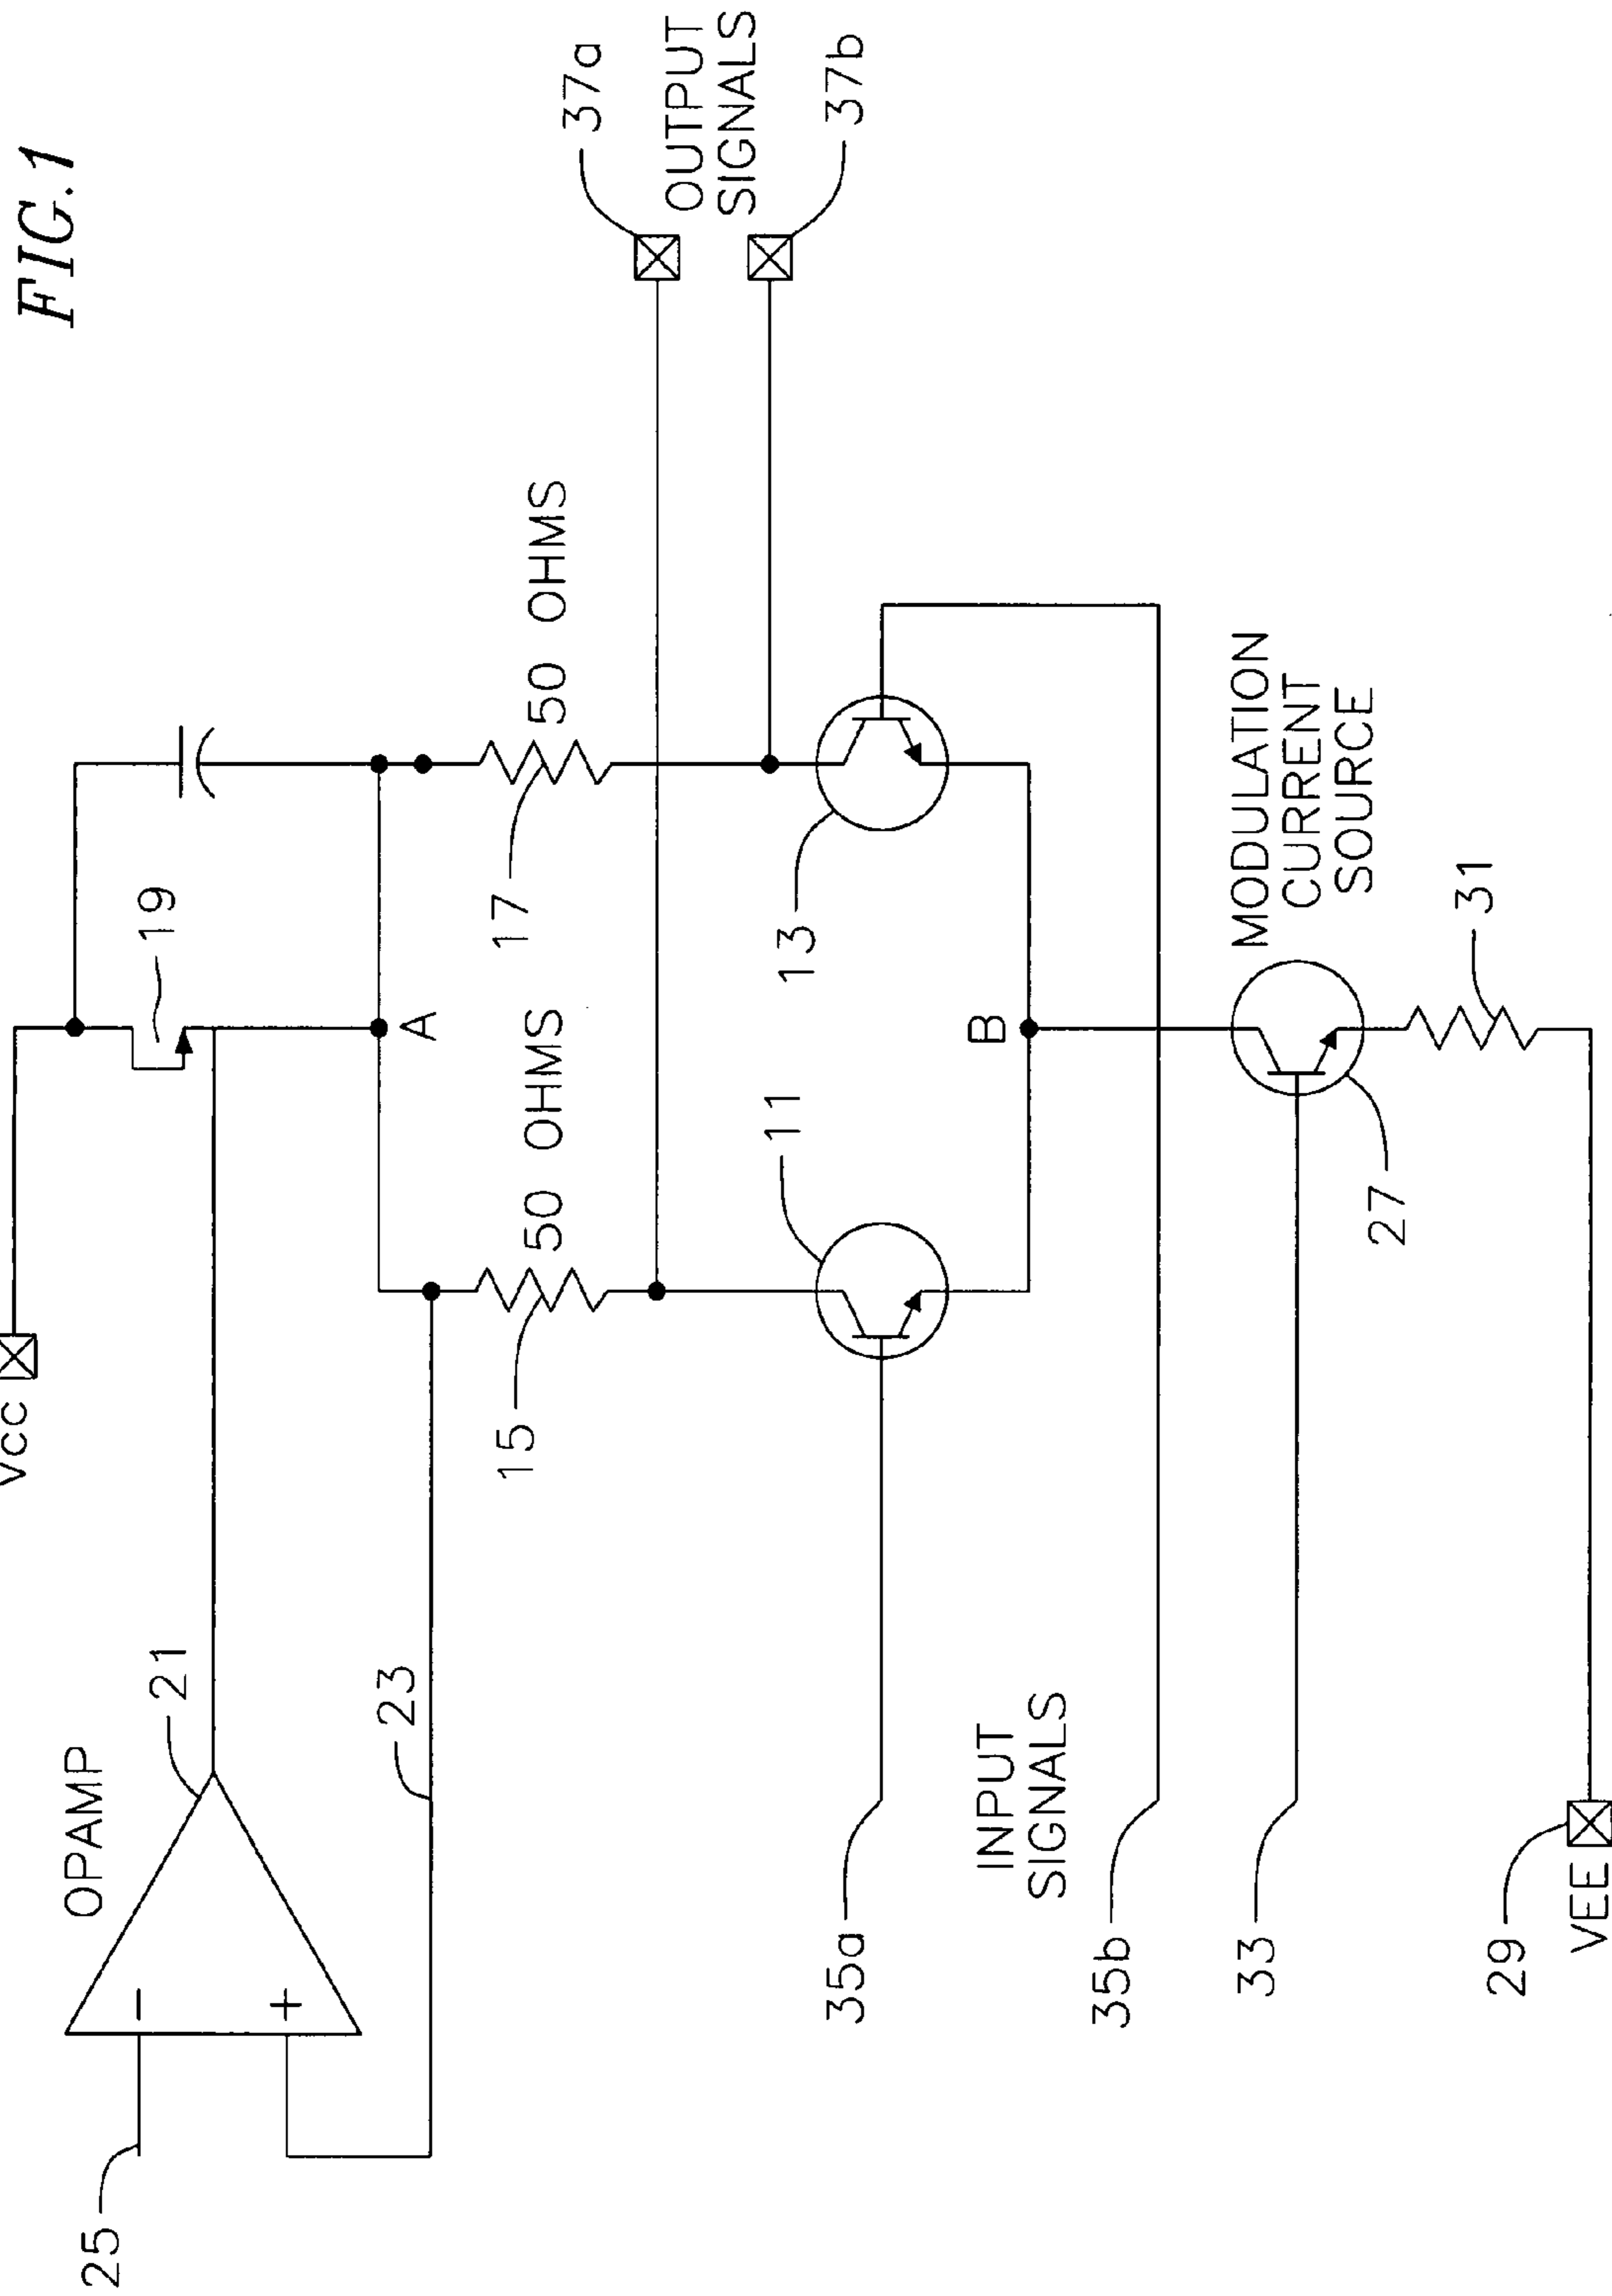 FIG.1
Vcc
OPAMP
21
19
25
23
A
15
50 OHMS
17
50 OHMS
37a
OUTPUT
SIGNALS
37b
11
13
35a
INPUT
SIGNALS
B
35b
33
27
MODULATION
CURRENT
SOURCE
31
29
VEE
-
+